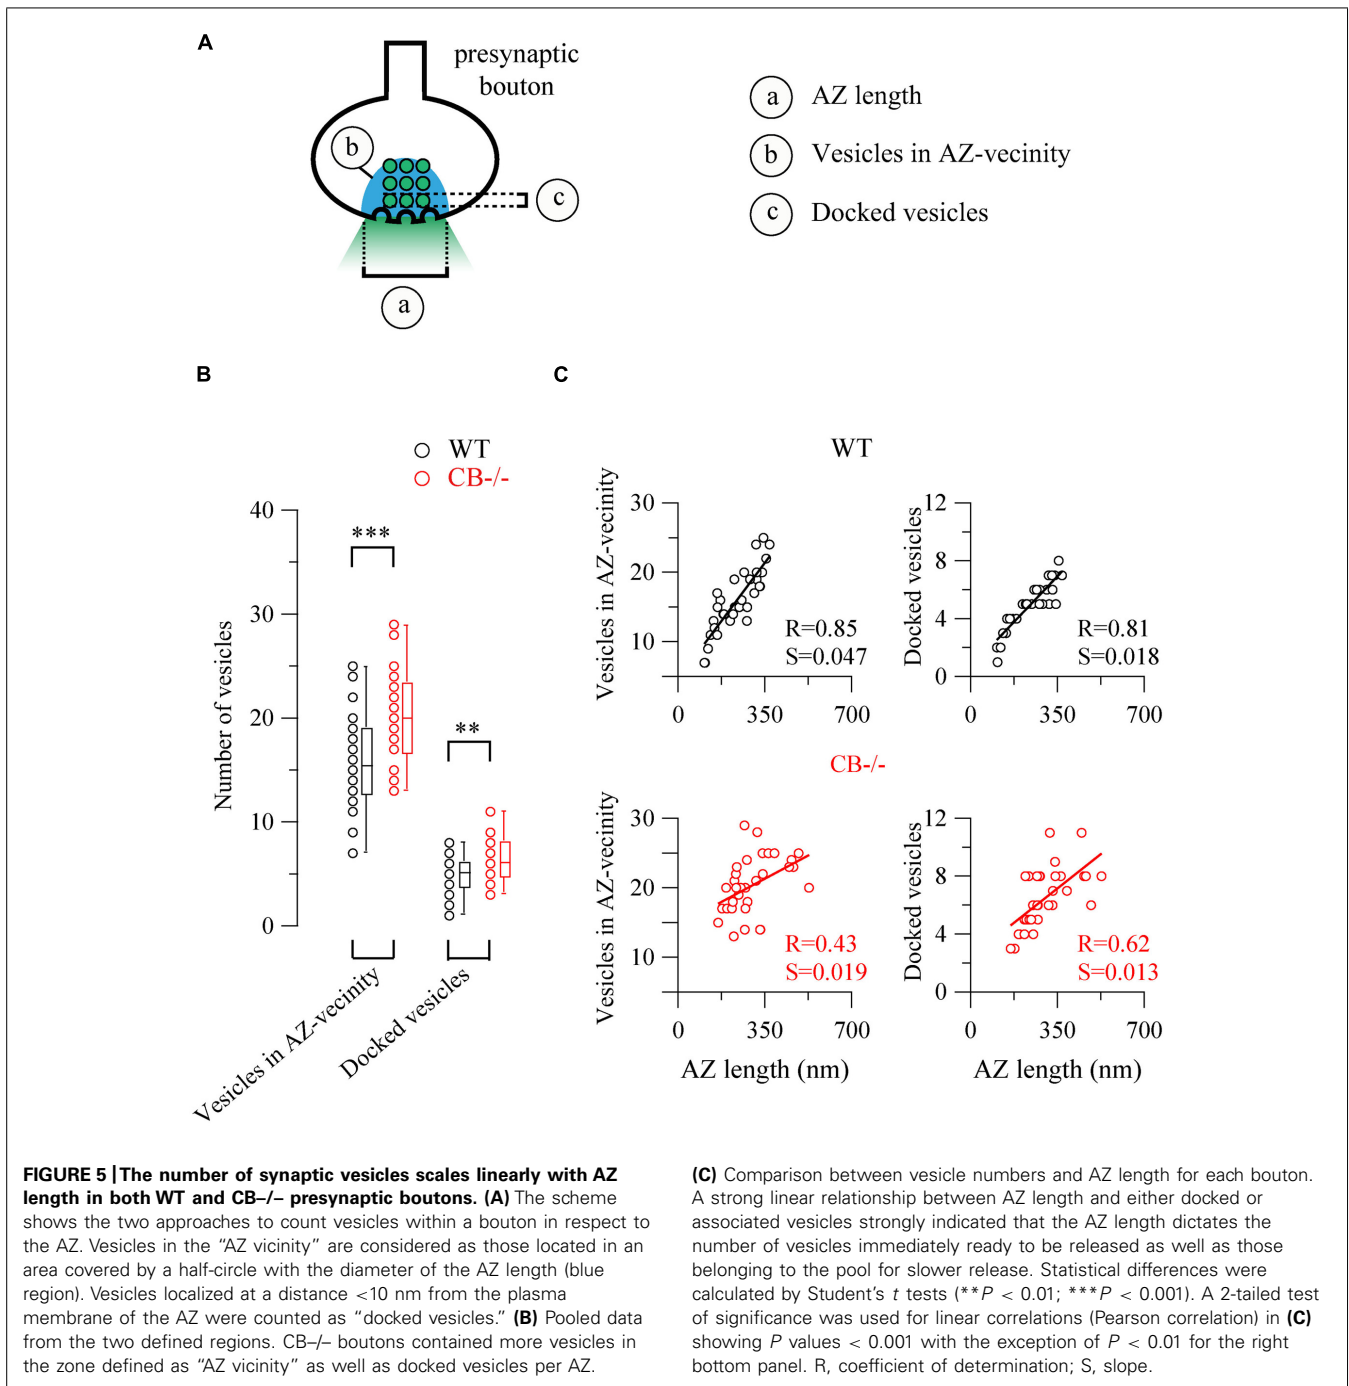 A
presynaptic
bouton
b
c
a
a AZ length
b Vesicles in AZ-vecinity
c Docked vesicles
B
WT
CB-/-
Number of vesicles
40
30
20
10
0
***
**
Vesicles in AZ-vecinity
Docked vesicles
C
WT
Vesicles in AZ-vecinity
30
20
10
R=0.85
S=0.047
0 350 700
Docked vesicles
12
8
4
0
R=0.81
S=0.018
0 350 700
CB-/-
Vesicles in AZ-vecinity
30
20
10
R=0.43
S=0.019
0 350 700
AZ length (nm)
Docked vesicles
12
8
4
0
R=0.62
S=0.013
0 350 700
AZ length (nm)
FIGURE 5 | The number of synaptic vesicles scales linearly with AZ
length in both WT and CB–/– presynaptic boutons. (A) The scheme
shows the two approaches to count vesicles within a bouton in respect to
the AZ. Vesicles in the “AZ vicinity” are considered as those located in an
area covered by a half-circle with the diameter of the AZ length (blue
region). Vesicles localized at a distance <10 nm from the plasma
membrane of the AZ were counted as “docked vesicles.” (B) Pooled data
from the two defined regions. CB–/– boutons contained more vesicles in
the zone defined as “AZ vicinity” as well as docked vesicles per AZ.
(C) Comparison between vesicle numbers and AZ length for each bouton.
A strong linear relationship between AZ length and either docked or
associated vesicles strongly indicated that the AZ length dictates the
number of vesicles immediately ready to be released as well as those
belonging to the pool for slower release. Statistical differences were
calculated by Student’s t tests (**P < 0.01; ***P < 0.001). A 2-tailed test
of significance was used for linear correlations (Pearson correlation) in (C)
showing P values < 0.001 with the exception of P < 0.01 for the right
bottom panel. R, coefficient of determination; S, slope.